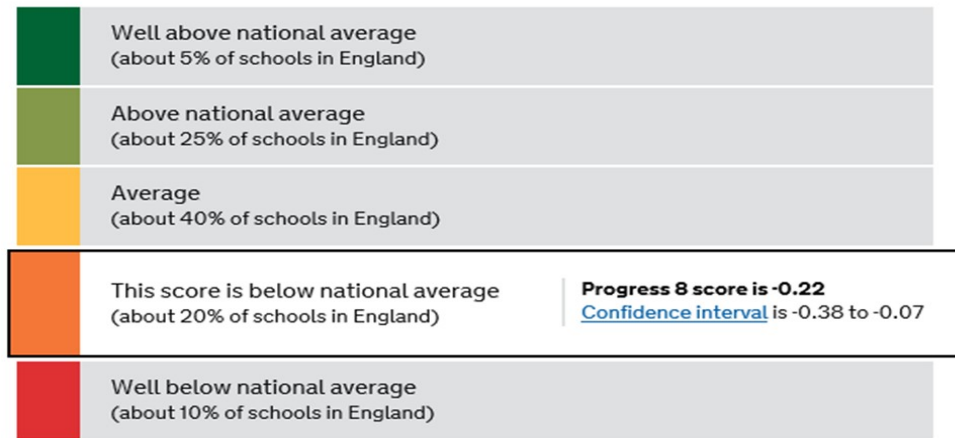 Well above national average
(about 5% of schools in England)
Above national average
(about 25% of schools in England)
Average
(about 40% of schools in England)
This score is below national average
(about 20% of schools in England)
Progress 8 score is -0.22
Confidence interval is -0.38 to -0.07
Well below national average
(about 10% of schools in England)